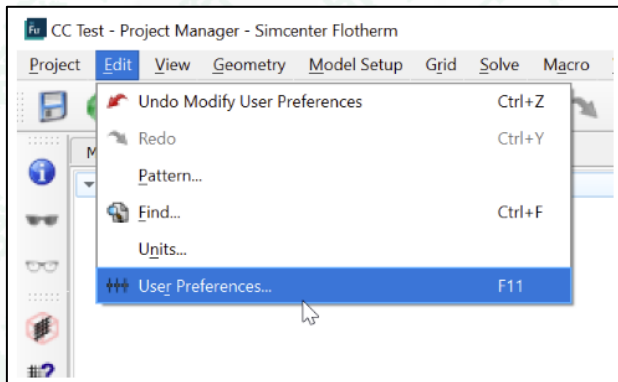 CC Test - Project Manager - Simcenter Flotherm
Project Edit View Geometry Model Setup Grid Solve Macro
Undo Modify User Preferences Ctrl+Z
Redo Ctrl+Y
Pattern...
Find... Ctrl+F
Units...
User Preferences... F11
#?